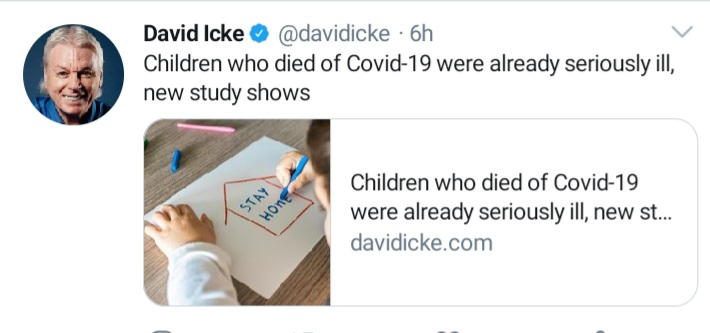 David Icke @davidicke · 6h
Children who died of Covid-19 were already seriously ill,
new study shows
STAY
HOME
Children who died of Covid-19
were already seriously ill, new st...
davidicke.com